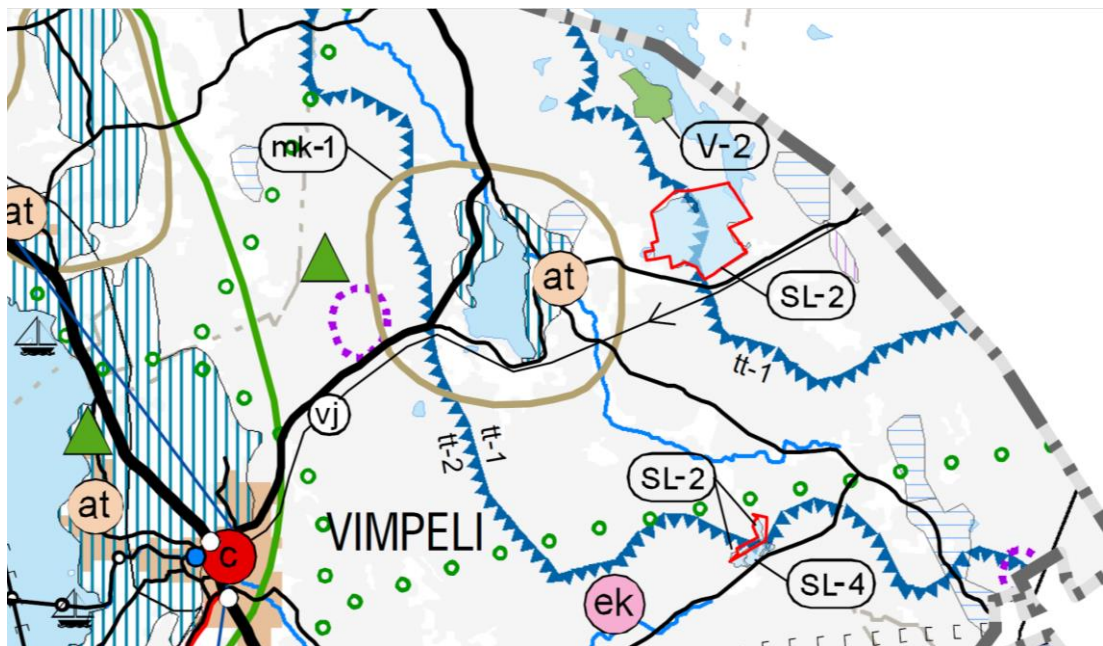 mk-1
V-2
at
at
SL-2
tt-1
vj
tt-1
tt-2
SL-2
at
VIMPELI
c
SL-4
ek